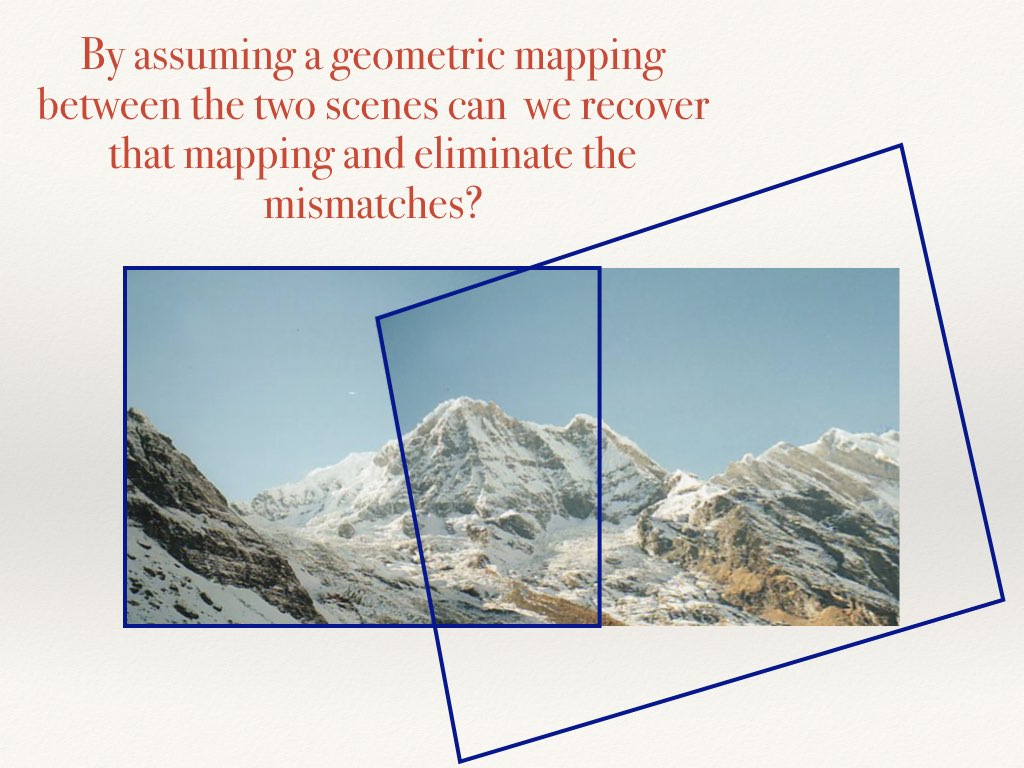 By assuming a geometric mapping
between the two scenes can  we recover
that mapping and eliminate the
mismatches?